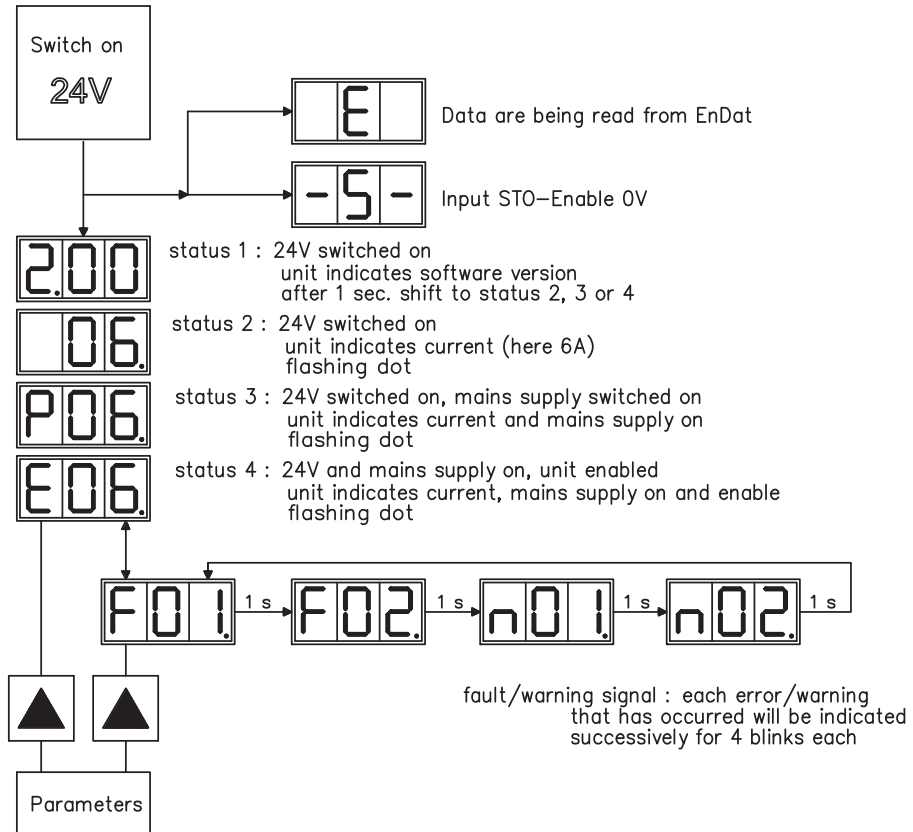 Switch on
24V
E
Data are being read from EnDat
-S-
Input STO-Enable 0V
2.00
status 1 : 24V switched on
unit indicates software version
after 1 sec. shift to status 2, 3 or 4
06.
status 2 : 24V switched on
unit indicates current (here 6A)
flashing dot
P06.
status 3 : 24V switched on, mains supply switched on
unit indicates current and mains supply on
flashing dot
E06.
status 4 : 24V and mains supply on, unit enabled
unit indicates current, mains supply on and enable
flashing dot
F01. 1 s F02. 1 s n01. 1 s n02. 1 s
fault/warning signal : each error/warning
that has occurred will be indicated
successively for 4 blinks each
Parameters